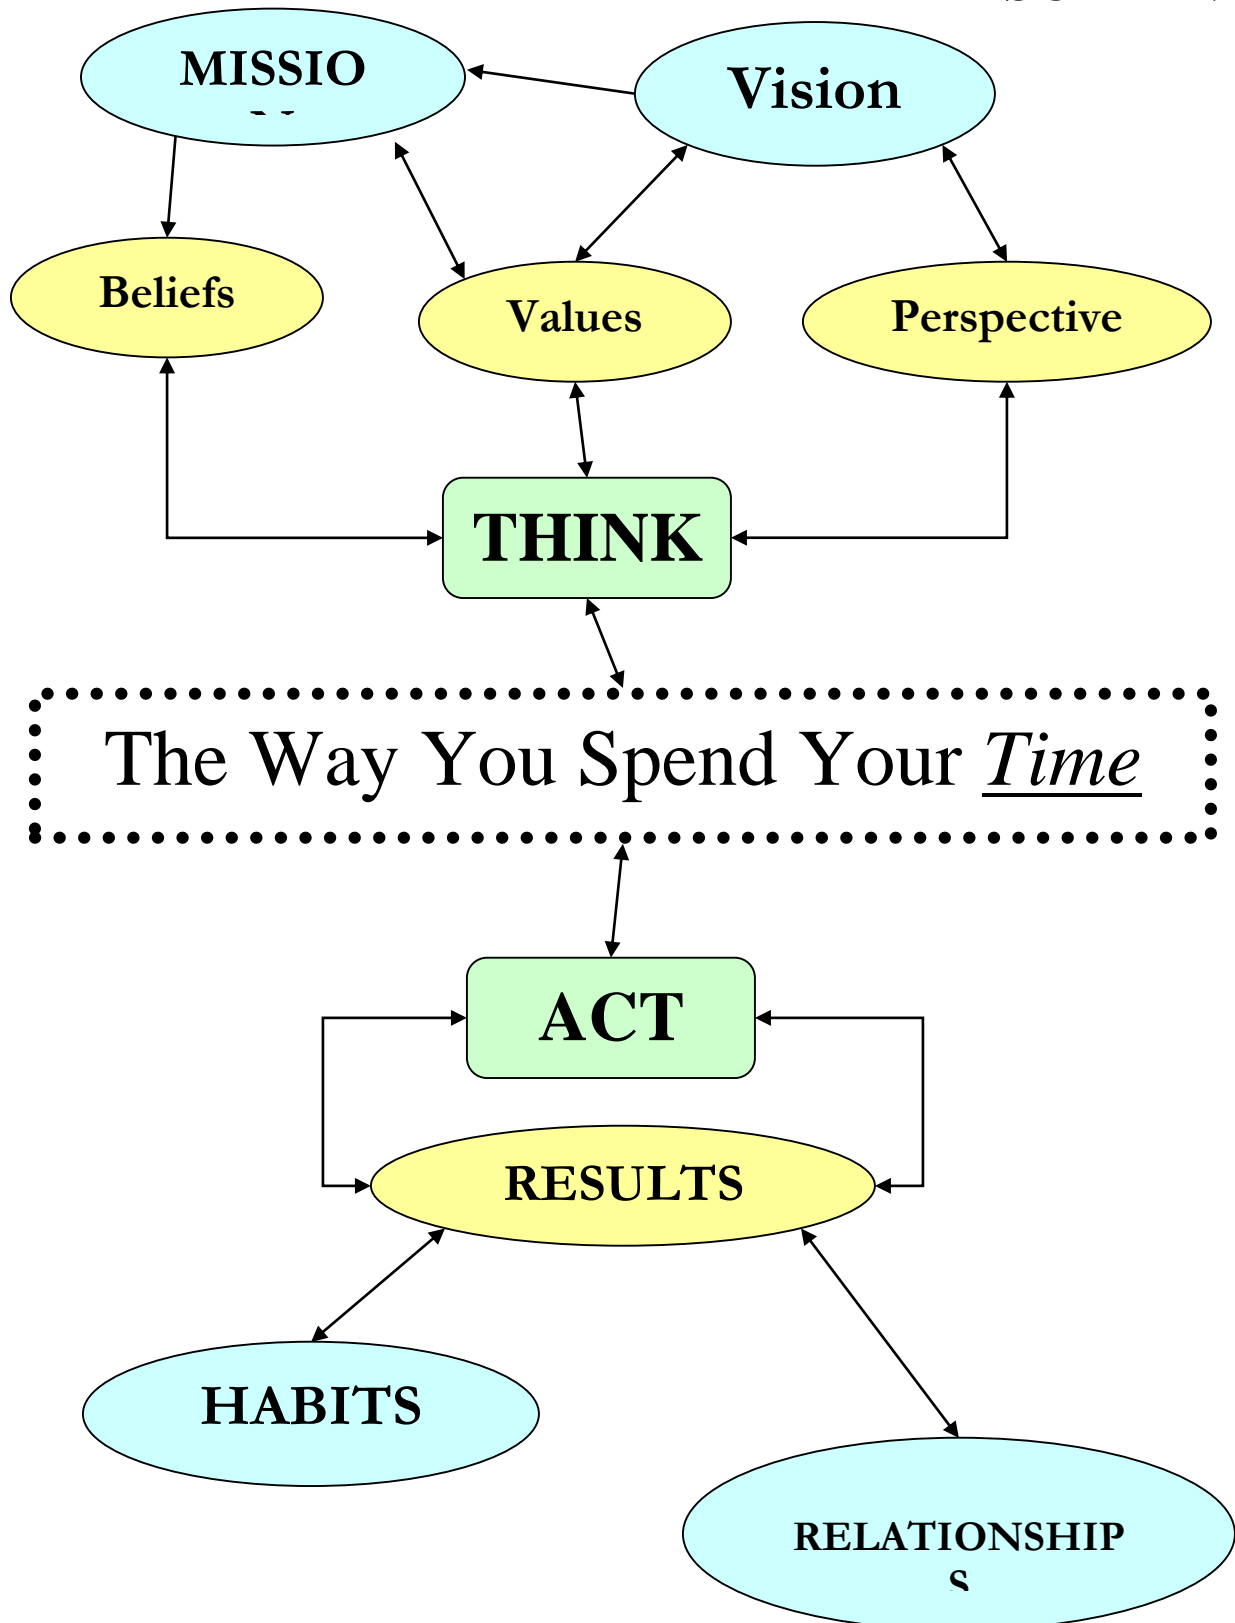 MISSIO
N
Vision
Beliefs
Values
Perspective
THINK
The Way You Spend Your Time
ACT
RESULTS
HABITS
RELATIONSHIP
S